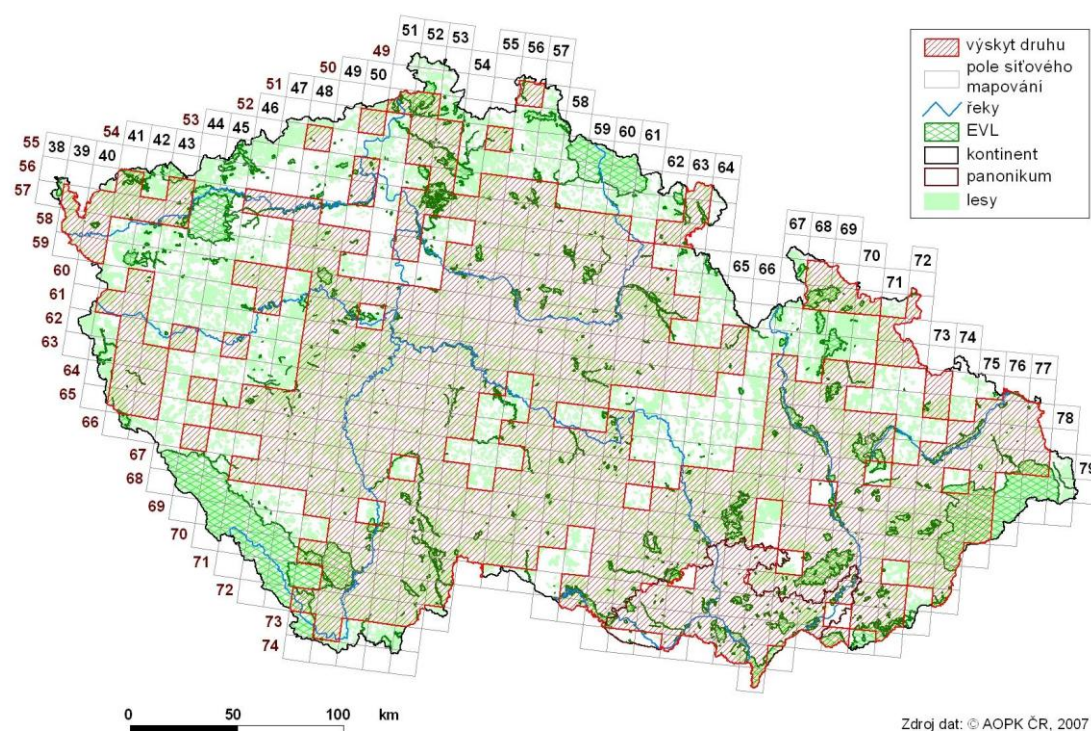 51 52 53
49 54 55 56 57
50 49 50 58
51 47 48
52 46 59 60 61
53 44 45
54 41 42 43 62 63 64
55 38 39 40
56
57 67 68 69
58 65 66 70 71 72
59
60 73 74
61 75 76 77
62
63 78
64
65 79
66
67
68
69
70
71
72
73
74
výskyt druhu
pole síťového
mapování
řeky
EVL
kontinent
panonikum
lesy
0 50 100 km
Zdroj dat: © AOPK ČR, 2007